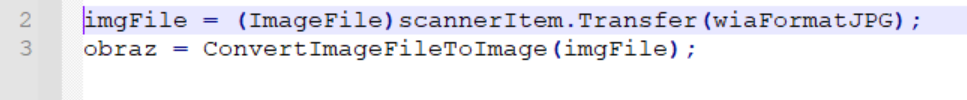 2 imgFile = (ImageFile)scannerItem.Transfer(wiaFormatJPG);
3 obraz = ConvertImageFileToImage(imgFile);